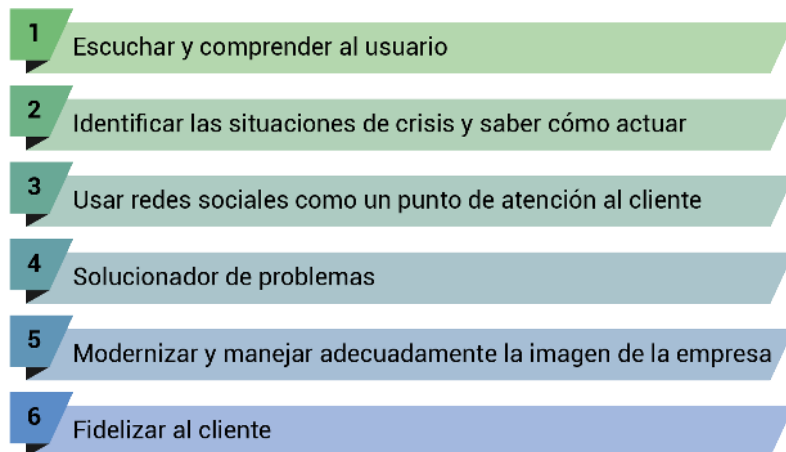 1
Escuchar y comprender al usuario
2
Identificar las situaciones de crisis y saber cómo actuar
3
Usar redes sociales como un punto de atención al cliente
4
Solucionador de problemas
5
Modernizar y manejar adecuadamente la imagen de la empresa
6
Fidelizar al cliente